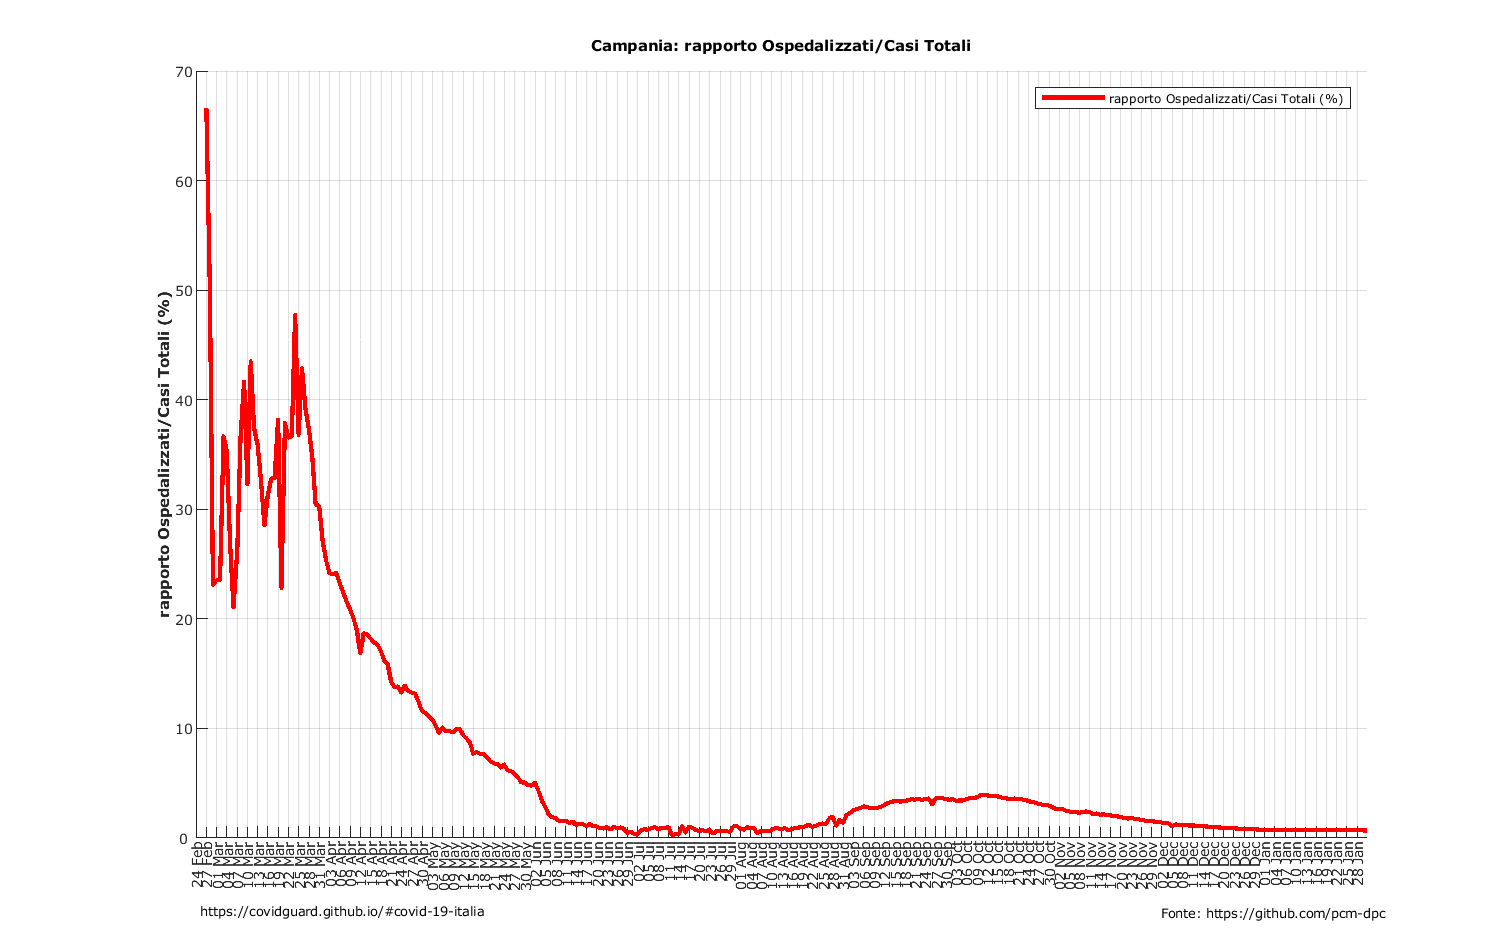 Campania: rapporto Ospedalizzati/Casi Totali
rapporto Ospedalizzati/Casi Totali (%)
rapporto Ospedalizzati/Casi Totali (%)
70
60
50
40
30
20
10
0
24 Feb
27 Feb
01 Mar
04 Mar
07 Mar
10 Mar
13 Mar
16 Mar
19 Mar
22 Mar
25 Mar
28 Mar
31 Mar
03 Apr
06 Apr
09 Apr
12 Apr
15 Apr
18 Apr
21 Apr
24 Apr
27 Apr
30 Apr
03 May
06 May
09 May
12 May
15 May
18 May
21 May
24 May
27 May
30 May
02 Jun
05 Jun
08 Jun
11 Jun
14 Jun
17 Jun
20 Jun
23 Jun
26 Jun
29 Jun
02 Jul
05 Jul
08 Jul
11 Jul
14 Jul
17 Jul
20 Jul
23 Jul
26 Jul
29 Jul
01 Aug
04 Aug
07 Aug
10 Aug
13 Aug
16 Aug
19 Aug
22 Aug
25 Aug
28 Aug
31 Aug
03 Sep
06 Sep
09 Sep
12 Sep
15 Sep
18 Sep
21 Sep
24 Sep
27 Sep
30 Sep
03 Oct
06 Oct
09 Oct
12 Oct
15 Oct
18 Oct
21 Oct
24 Oct
27 Oct
30 Oct
02 Nov
05 Nov
08 Nov
11 Nov
14 Nov
17 Nov
20 Nov
23 Nov
26 Nov
29 Nov
02 Dec
05 Dec
08 Dec
11 Dec
14 Dec
17 Dec
20 Dec
23 Dec
26 Dec
29 Dec
01 Jan
04 Jan
07 Jan
10 Jan
13 Jan
16 Jan
19 Jan
22 Jan
25 Jan
28 Jan
https://covidguard.github.io/#covid-19-italia
Fonte: https://github.com/pcm-dpc